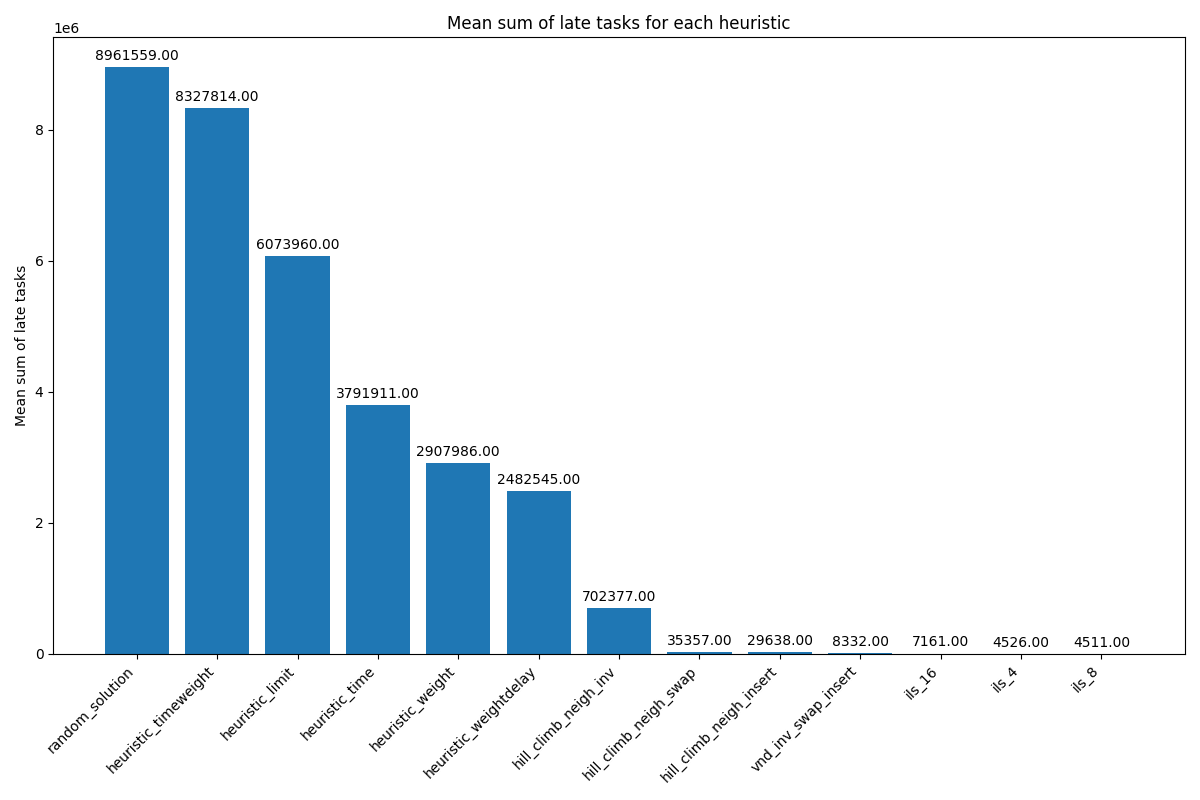 Mean sum of late tasks for each heuristic
1e6
Mean sum of late tasks
8
6
4
2
0
8961559.00
8327814.00
6073960.00
3791911.00
2907986.00
2482545.00
702377.00
35357.00
29638.00
8332.00
7161.00
4526.00
4511.00
random_solution
heuristic_timeweight
heuristic_limit
heuristic_time
heuristic_weight
heuristic_weightdelay
hill_climb_neigh_inv
hill_climb_neigh_swap
hill_climb_neigh_insert
vnd_inv_swap_insert
ils_16
ils_4
ils_8